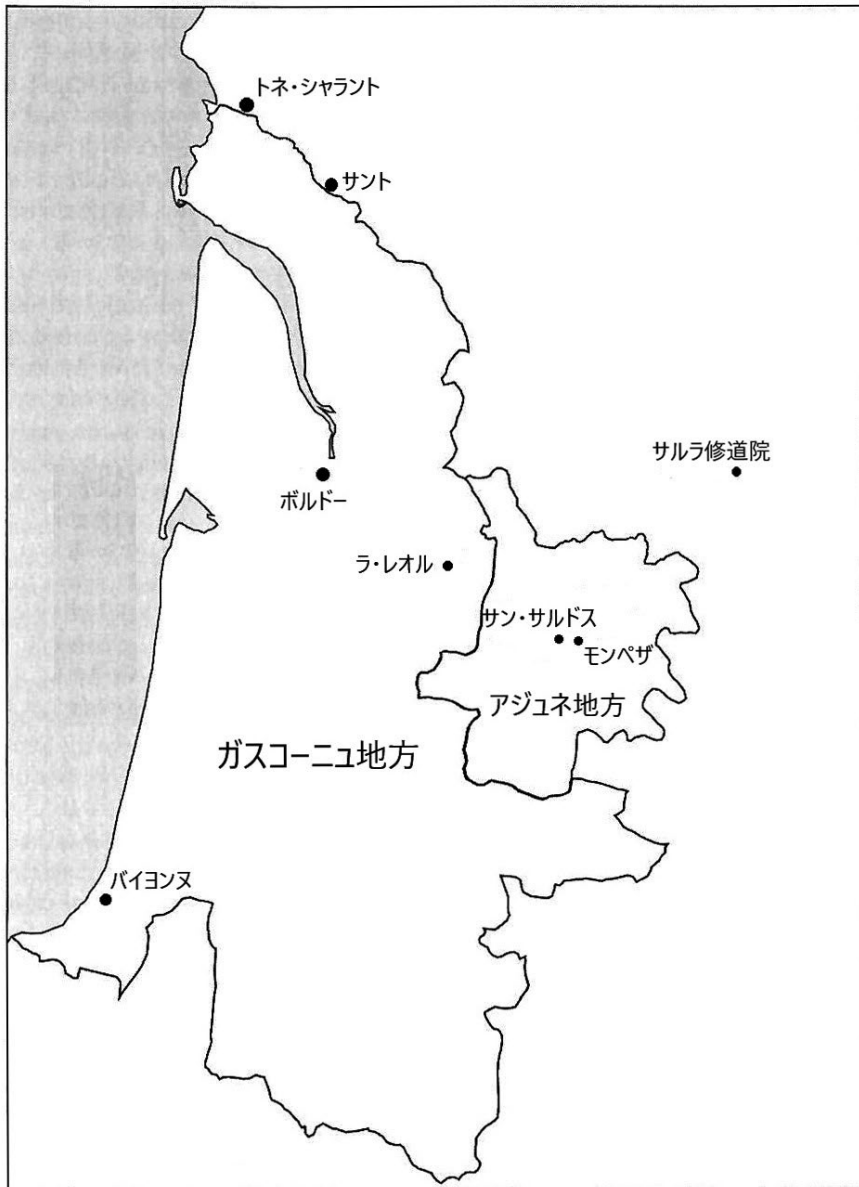 トネ・シャラント
サント
サルラ修道院
ボルドー
ラ・レオル
サン・サルドス
モンペザ
アジュネ地方
ガスコーニュ地方
バイヨンヌ